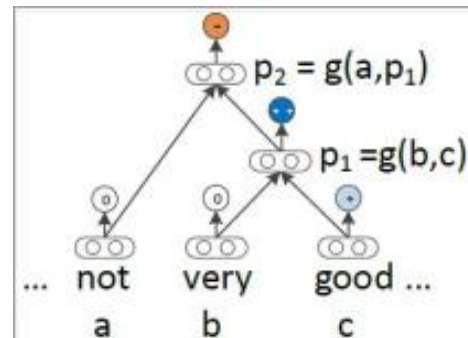 -
p₂ = g(a,p₁)
++
p₁ =g(b,c)
0 0 +
... not very good ...
a b c